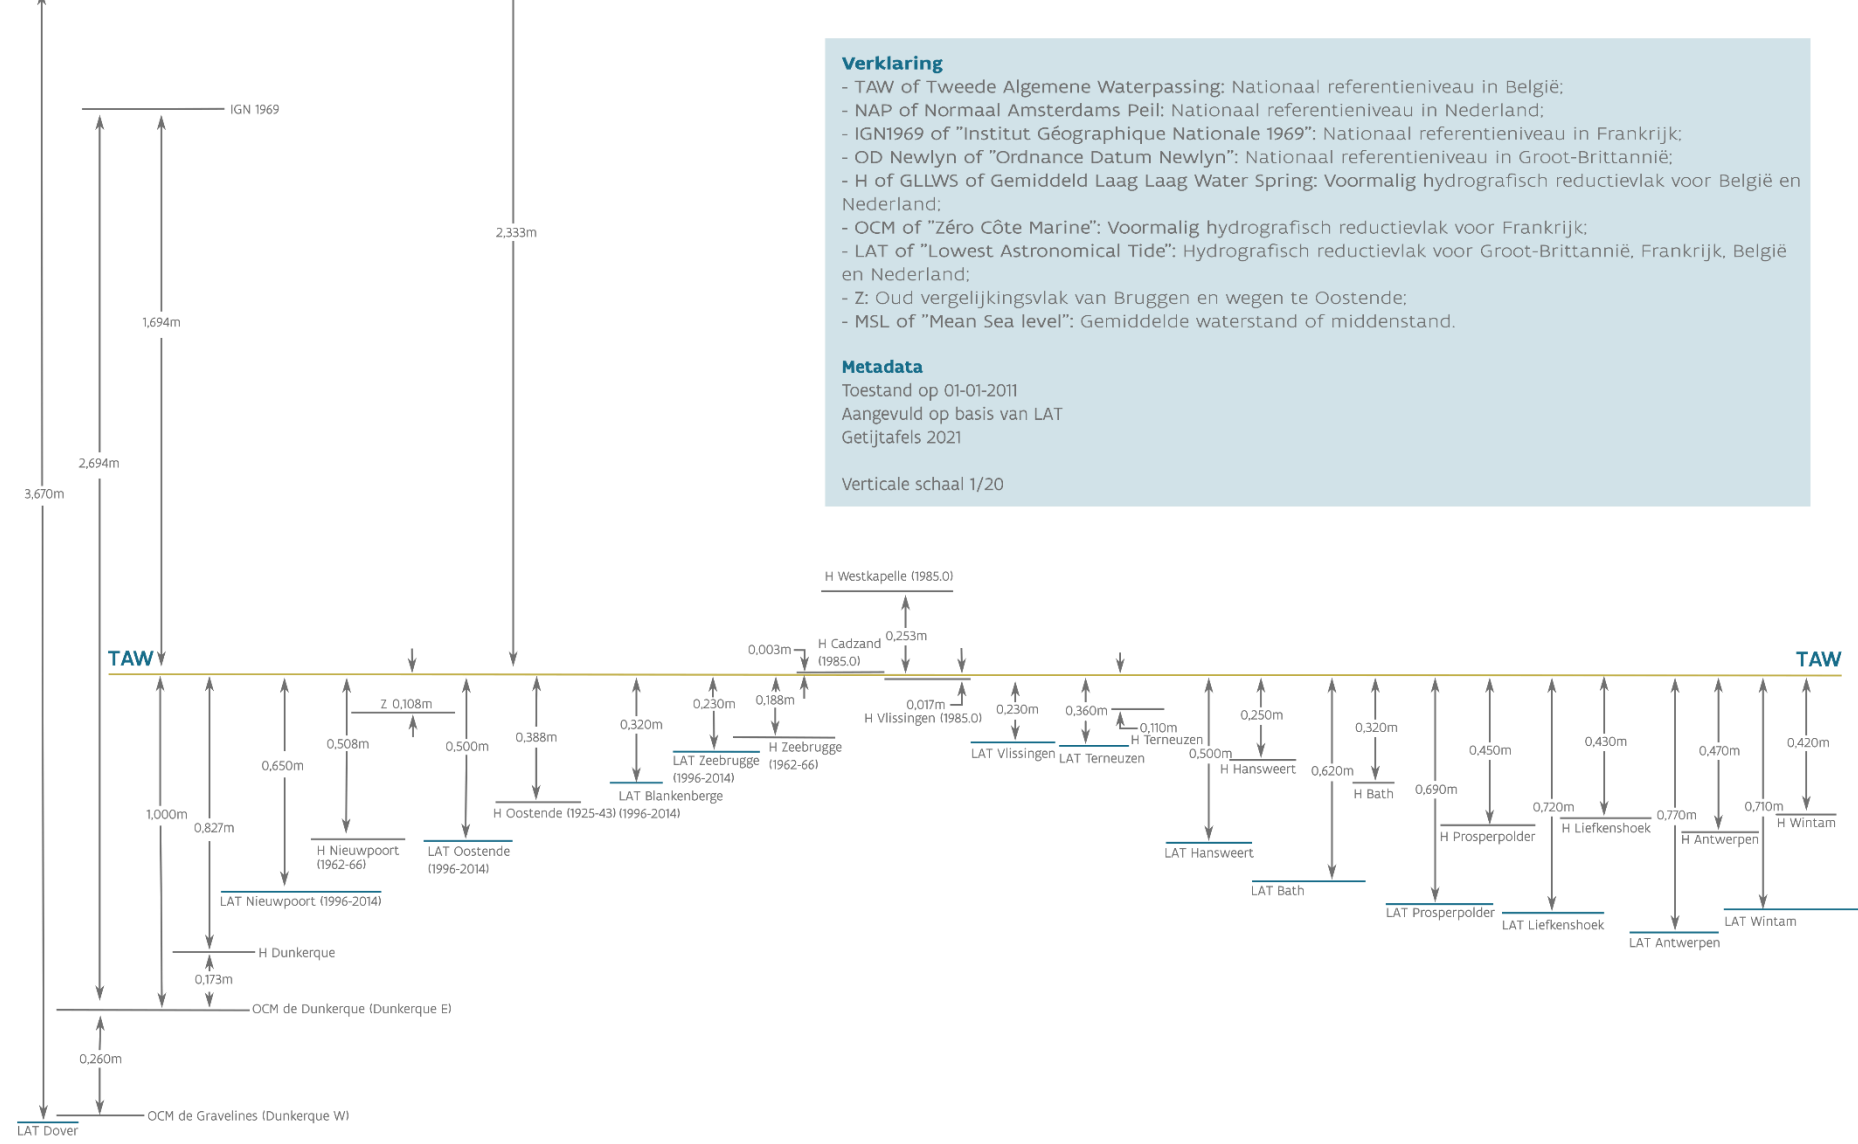 Verklaring
- TAW of Tweede Algemene Waterpassing: Nationaal referentieniveau in België;
- NAP of Normaal Amsterdams Peil: Nationaal referentieniveau in Nederland;
- IGN1969 of "Institut Géographique Nationale 1969": Nationaal referentieniveau in Frankrijk;
- OD Newlyn of "Ordnance Datum Newlyn": Nationaal referentieniveau in Groot-Brittannië;
- H of GLLWS of Gemiddeld Laag Laag Water Spring: Voormalig hydrografisch reductievlak voor België en
Nederland;
- OCM of "Zéro Côte Marine": Voormalig hydrografisch reductievlak voor Frankrijk;
- LAT of "Lowest Astronomical Tide": Hydrografisch reductievlak voor Groot-Brittannië, Frankrijk, België
en Nederland;
- Z: Oud vergelijkingsvlak van Bruggen en wegen te Oostende;
- MSL of "Mean Sea level": Gemiddelde waterstand of middenstand.
Metadata
Toestand op 01-01-2011
Aangevuld op basis van LAT
Getijtafels 2021
Verticale schaal 1/20
IGN 1969
2,333m
1,694m
2,694m
3,670m
H Westkapelle (1985.0)
0,253m
H Cadzand
(1985.0)
0,003m
TAW
TAW
Z 0,108m
0,017m
H Vlissingen (1985.0)
1,000m
0,827m
0,650m
LAT Nieuwpoort (1996-2014)
0,508m
H Nieuwpoort
(1962-66)
0,500m
LAT Oostende
(1996-2014)
0,388m
H Oostende (1925-43)
0,320m
LAT Blankenberge
(1996-2014)
0,230m
LAT Zeebrugge
(1996-2014)
0,188m
H Zeebrugge
(1962-66)
0,230m
LAT Vlissingen
0,360m
LAT Terneuzen
0,110m
H Terneuzen
0,500m
LAT Hansweert
0,250m
H Hansweert
0,620m
LAT Bath
0,320m
H Bath
0,690m
LAT Prosperpolder
0,450m
H Prosperpolder
0,720m
LAT Liefkenshoek
0,430m
H Liefkenshoek
0,770m
LAT Antwerpen
0,470m
H Antwerpen
0,710m
LAT Wintam
0,420m
H Wintam
H Dunkerque
0,173m
OCM de Dunkerque (Dunkerque E)
0,260m
OCM de Gravelines (Dunkerque W)
LAT Dover